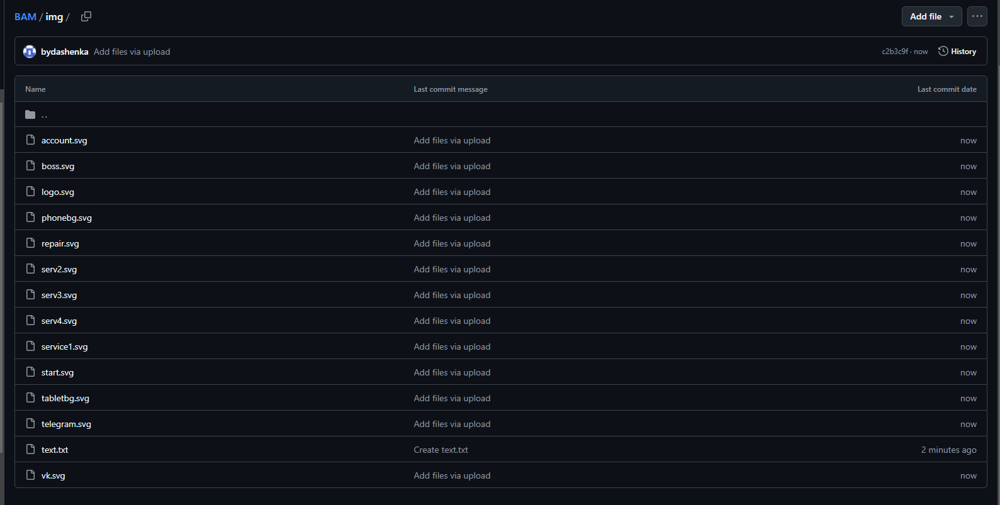 BAM / img /
Add file
bydashenka Add files via upload
c2b3c9f · now History
Name Last commit message Last commit date
..
account.svg Add files via upload now
boss.svg Add files via upload now
logo.svg Add files via upload now
phonebg.svg Add files via upload now
repair.svg Add files via upload now
serv2.svg Add files via upload now
serv3.svg Add files via upload now
serv4.svg Add files via upload now
service1.svg Add files via upload now
start.svg Add files via upload now
tabletbg.svg Add files via upload now
telegram.svg Add files via upload now
text.txt Create text.txt 2 minutes ago
vk.svg Add files via upload now